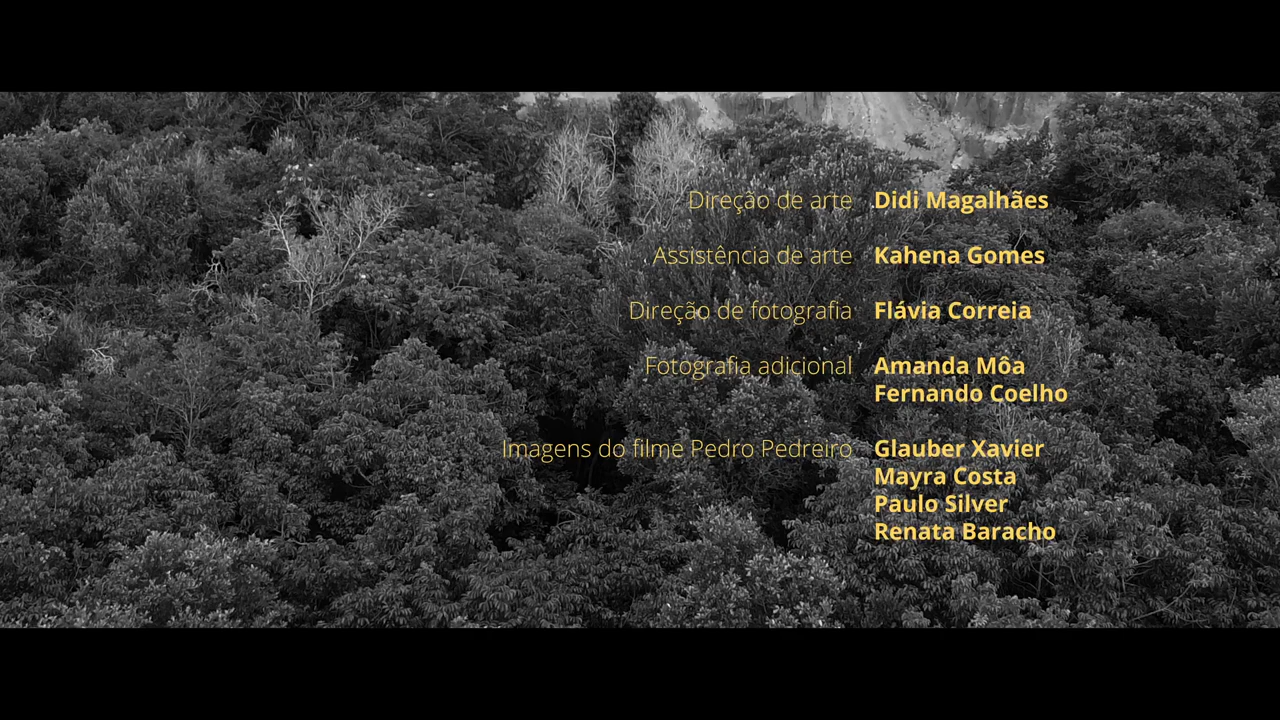 Direção de arte Didi Magalhães
Assistência de arte Kahena Gomes
Direção de fotografia Flávia Correia
Fotografia adicional Amanda Môa
Fernando Coelho
Imagens do filme Pedro Pedreiro Glauber Xavier
Mayra Costa
Paulo Silver
Renata Baracho